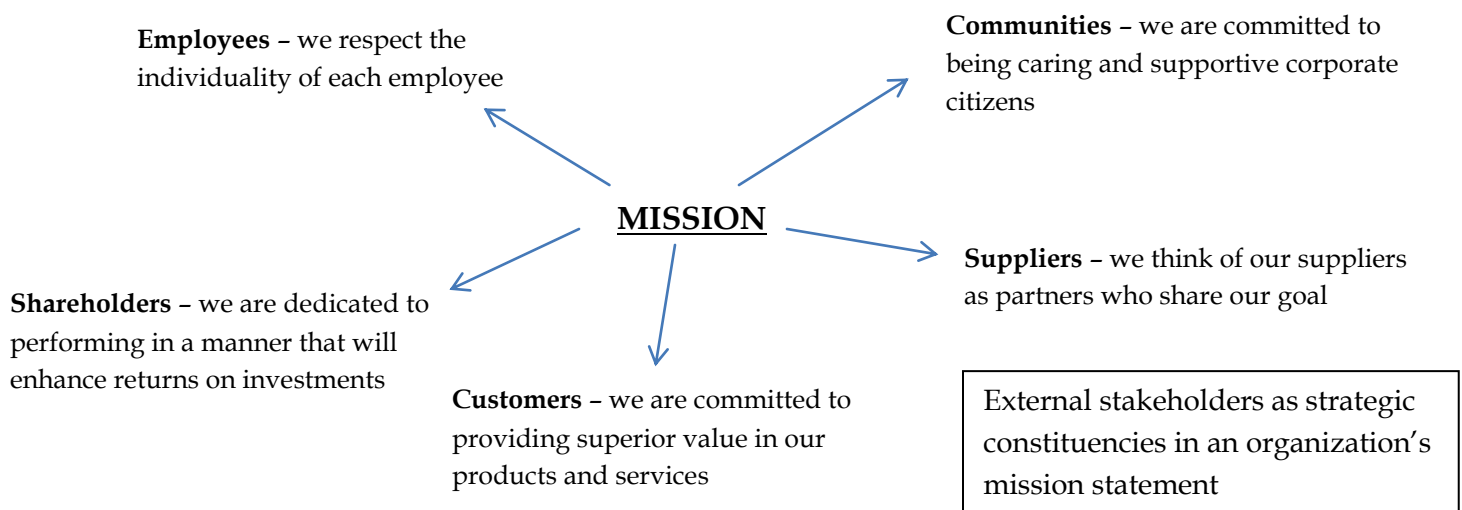 Employees – we respect the
individuality of each employee
Communities – we are committed to
being caring and supportive corporate
citizens
MISSION
Suppliers – we think of our suppliers
as partners who share our goal
Shareholders – we are dedicated to
performing in a manner that will
enhance returns on investments
Customers – we are committed to
providing superior value in our
products and services
External stakeholders as strategic
constituencies in an organization’s
mission statement